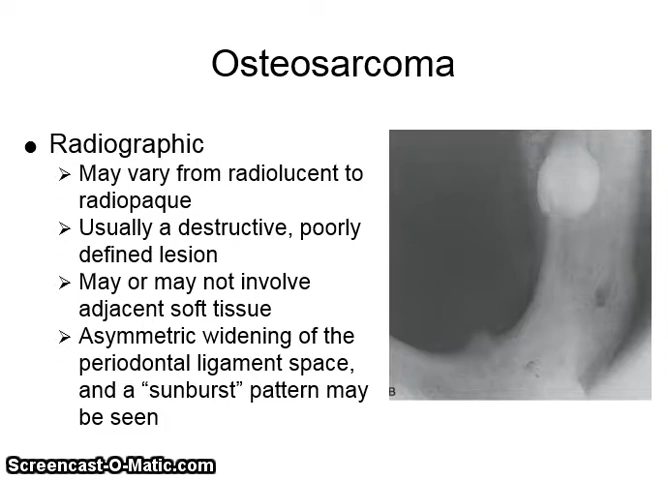 Osteosarcoma
● Radiographic
➢ May vary from radiolucent to
radiopaque
➢ Usually a destructive, poorly
defined lesion
➢ May or may not involve
adjacent soft tissue
➢ Asymmetric widening of the
periodontal ligament space,
and a “sunburst” pattern may
be seen
B
Screencast-O-Matic.com